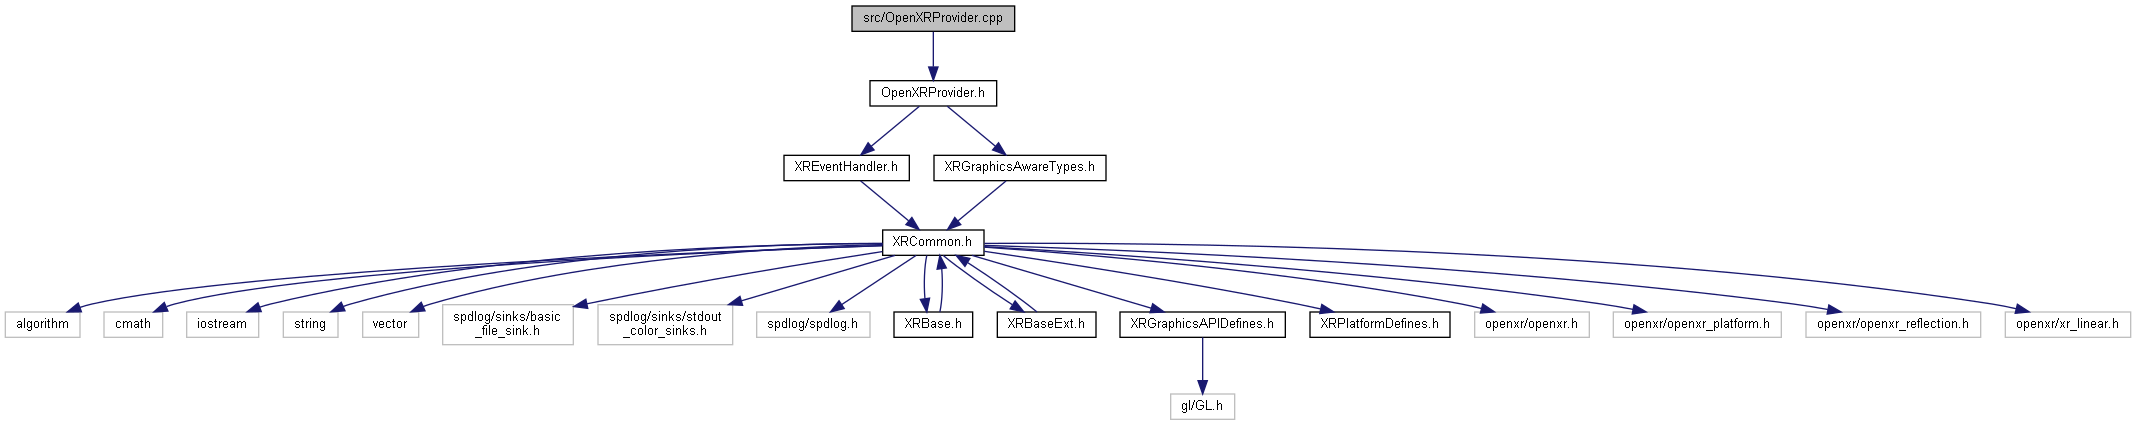 src/OpenXRProvider.cpp
OpenXRProvider.h
XREventHandler.h
XRGraphicsAwareTypes.h
XRCommon.h
algorithm
cmath
iostream
string
vector
spdlog/sinks/basic
_file_sink.h
spdlog/sinks/stdout
_color_sinks.h
spdlog/spdlog.h
XRBase.h
XRBaseExt.h
XRGraphicsAPIDefines.h
XRPlatformDefines.h
openxr/openxr.h
openxr/openxr_platform.h
openxr/openxr_reflection.h
openxr/xr_linear.h
gl/GL.h